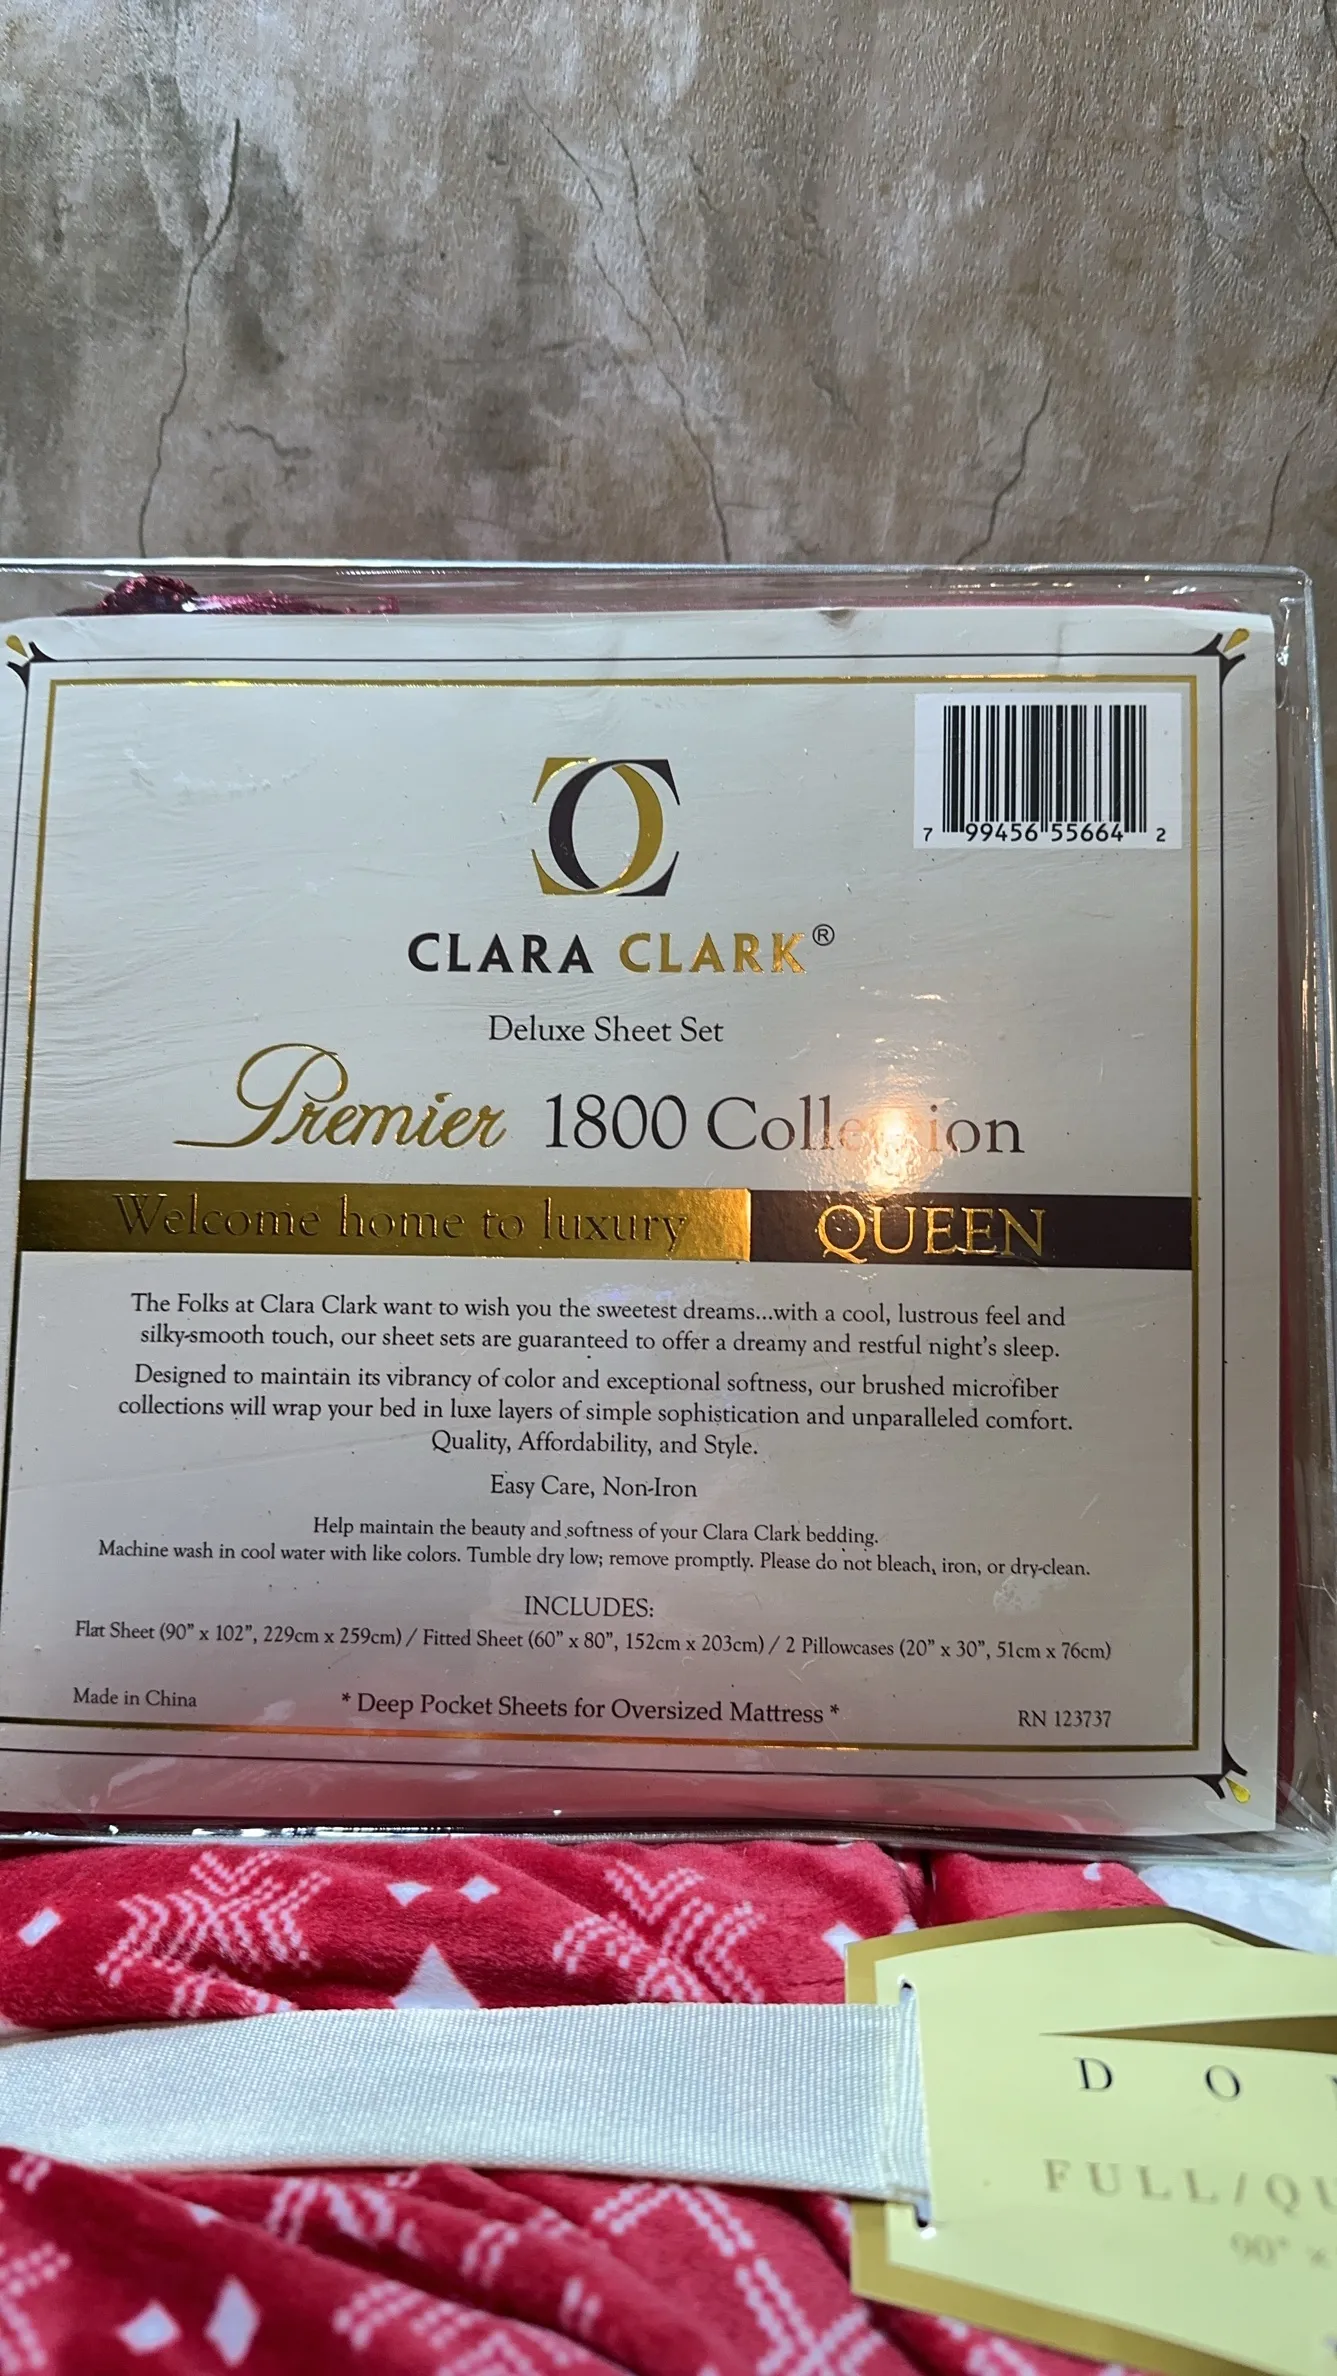 7 99456 55664 2
CLARA CLARK®
Deluxe Sheet Set
Premier 1800 Collection
Welcome home to luxury QUEEN
The Folks at Clara Clark want to wish you the sweetest dreams...with a cool, lustrous feel and
silky-smooth touch, our sheet sets are guaranteed to offer a dreamy and restful night's sleep.
Designed to maintain its vibrancy of color and exceptional softness, our brushed microfiber
collections will wrap your bed in luxe layers of simple sophistication and unparalleled comfort.
Quality, Affordability, and Style.
Easy Care, Non-Iron
Help maintain the beauty and softness of your Clara Clark bedding.
Machine wash in cool water with like colors. Tumble dry low; remove promptly. Please do not bleach, iron, or dry-clean.
INCLUDES:
Flat Sheet (90" x 102", 229cm x 259cm) / Fitted Sheet (60" x 80", 152cm x 203cm) / 2 Pillowcases (20" x 30", 51cm x 76cm)
Made in China * Deep Pocket Sheets for Oversized Mattress * RN 123737
D O
FULL/QU
90" x